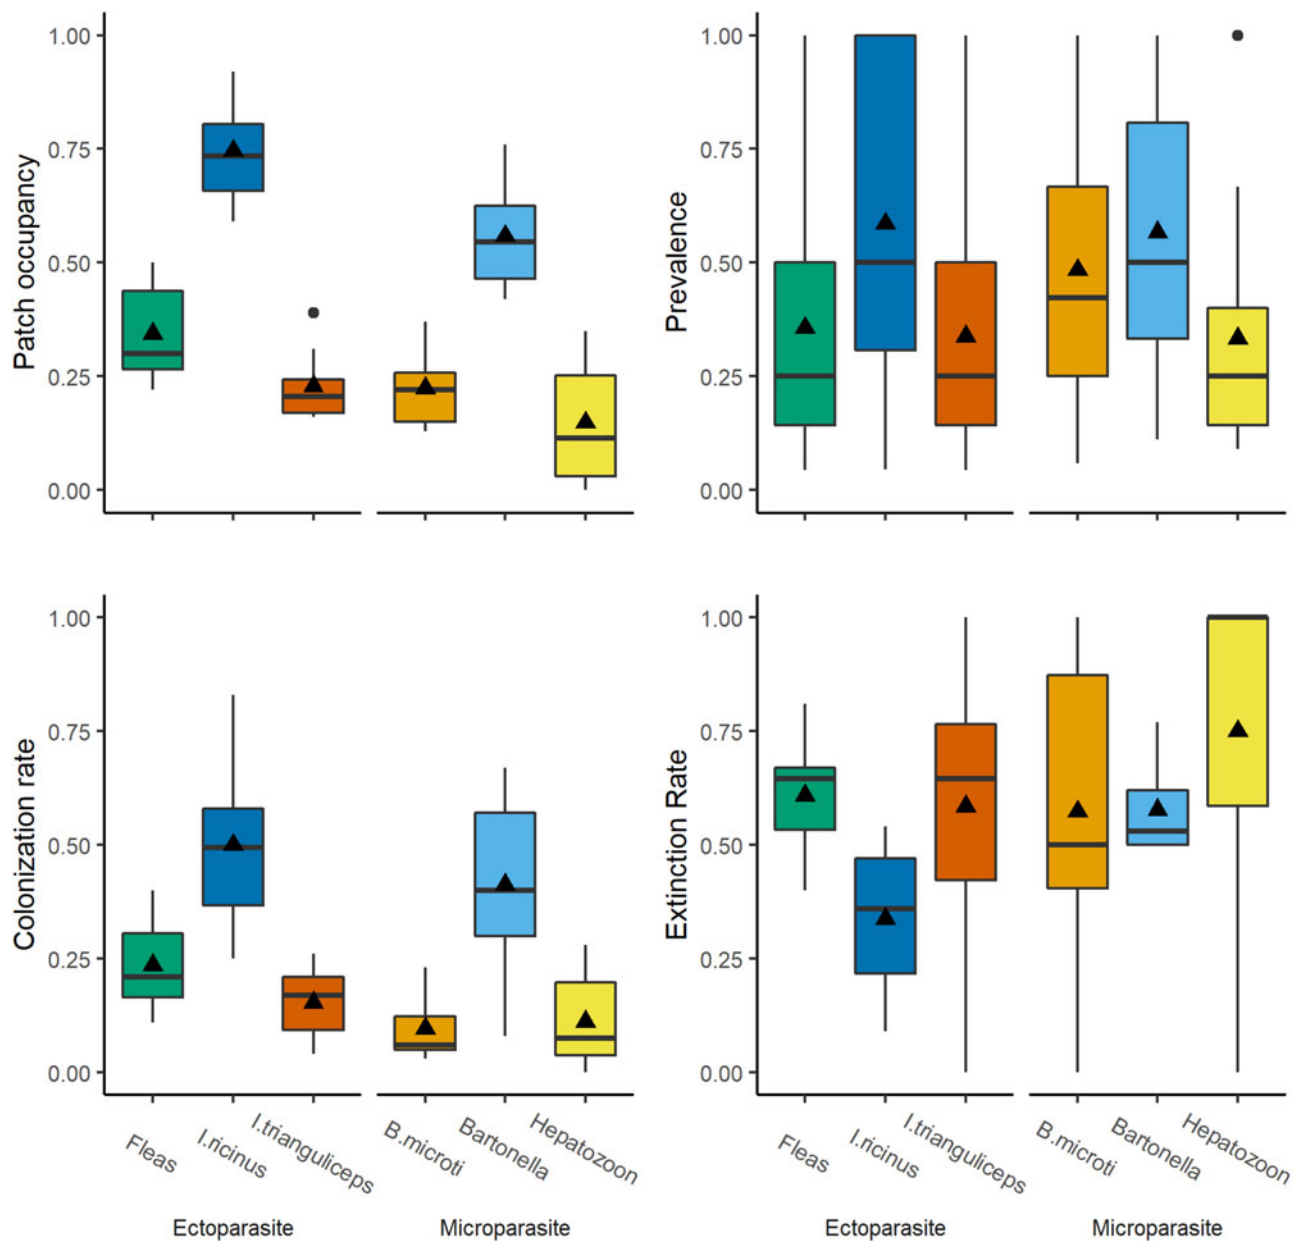 Patch occupancy
1.00
0.75
0.50
0.25
0.00
Prevalence
1.00
0.75
0.50
0.25
0.00
Colonization rate
1.00
0.75
0.50
0.25
0.00
Fleas
I.ricinus
I.trianguliceps
B.microti
Bartonella
Hepatozoon
Ectoparasite
Microparasite
Extinction Rate
1.00
0.75
0.50
0.25
0.00
Fleas
I.ricinus
I.trianguliceps
B.microti
Bartonella
Hepatozoon
Ectoparasite
Microparasite